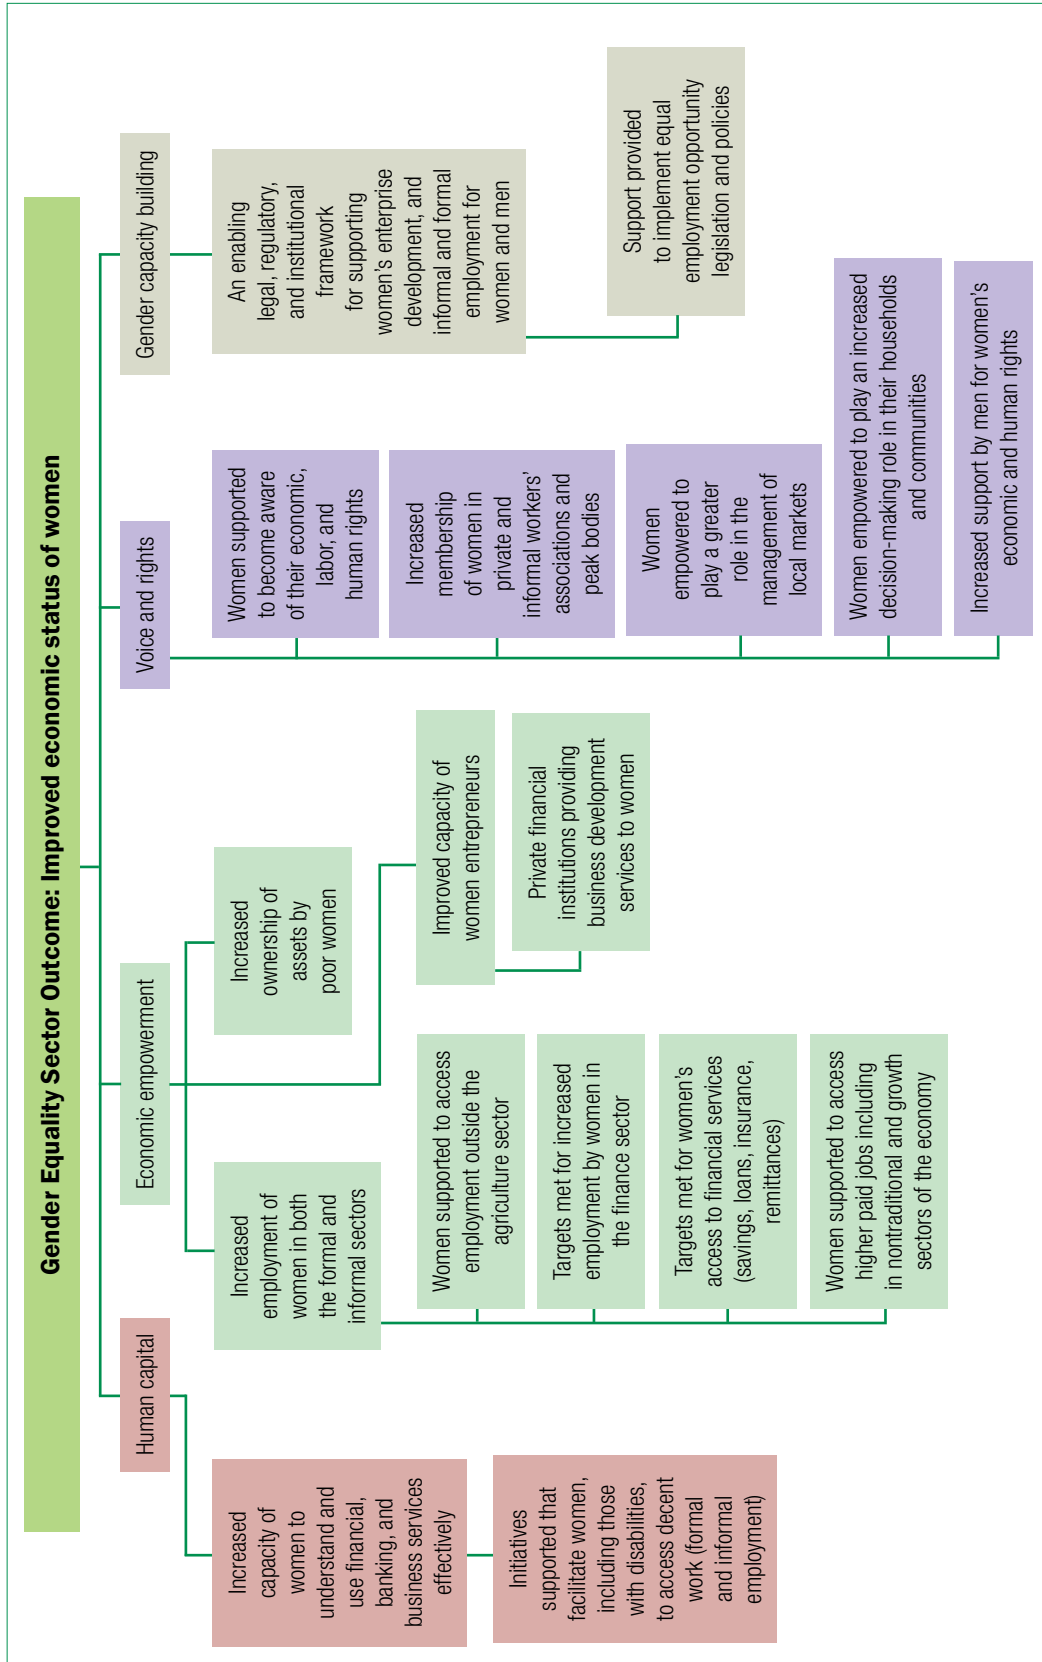 Gender Equality Sector Outcome: Improved economic status of women
Human capital
Increased
capacity of
women to
understand and
use financial,
banking, and
business services
effectively
Initiatives
supported that
facilitate women,
including those
with disabilities,
to access decent
work (formal
and informal
employment)
Economic empowerment
Increased
employment of
women in both
the formal and
informal sectors
Women supported to access
employment outside the
agriculture sector
Targets met for increased
employment by women in
the finance sector
Targets met for women's
access to financial services
(savings, loans, insurance,
remittances)
Women supported to access
higher paid jobs including
in nontraditional and growth
sectors of the economy
Increased
ownership of
assets by
poor women
Improved capacity of
women entrepreneurs
Private financial
institutions providing
business development
services to women
Voice and rights
Women supported
to become aware
of their economic,
labor, and
human rights
Increased
membership
of women in
private and
informal workers'
associations and
peak bodies
Women
empowered to
play a greater
role in the
management of
local markets
Women empowered to play an increased
decision-making role in their households
and communities
Increased support by men for women's
economic and human rights
Gender capacity building
An enabling
legal, regulatory,
and institutional
framework
for supporting
women's enterprise
development, and
informal and formal
employment for
women and men
Support provided
to implement equal
employment opportunity
legislation and policies